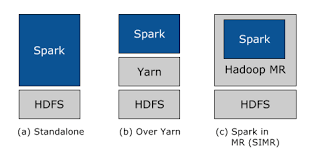 Spark
HDFS
(a) Standalone
Spark
Yarn
HDFS
(b) Over Yarn
Spark
Hadoop MR
HDFS
(c) Spark in
MR (SIMR)